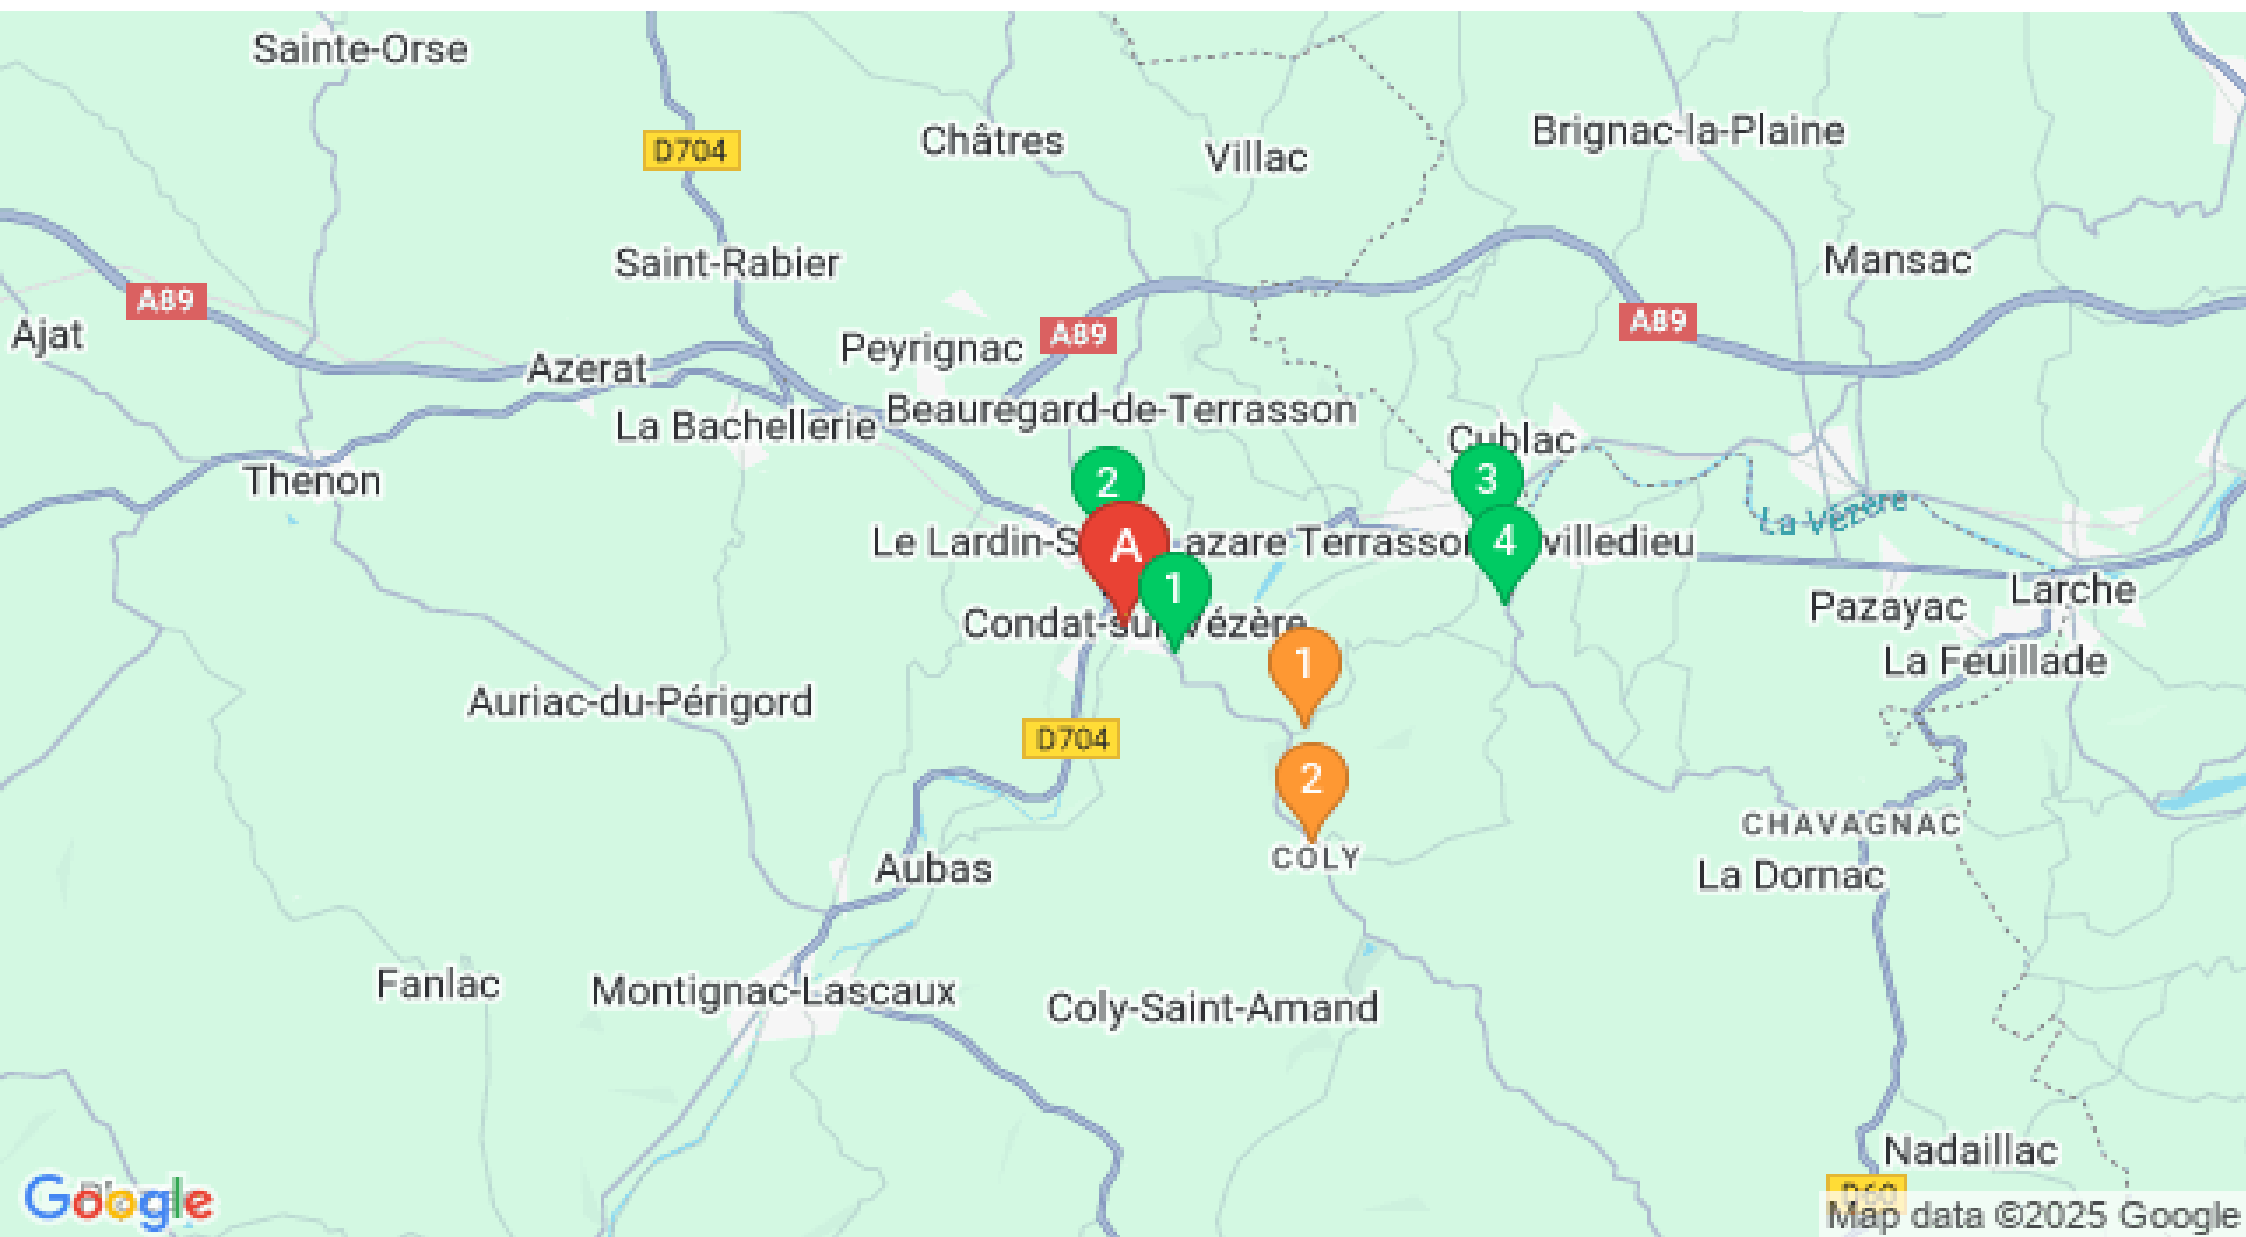 Sainte-Orse
Châtres
Villac
Brignac-la-Plaine
D704
Saint-Rabier
Mansac
A89
Ajat
Peyrignac
A89
A89
Azerat
La Bachellerie
Beauregard-de-Terrasson
Cublac
Thenon
2
3
La Vézère
Le Lardin-S
A
azare
Terrasso
4
villedieu
1
Condat-su
Vézère
Pazayac
Larche
1
La Feuillade
Auriac-du-Périgord
D704
2
CHAVAGNAC
COLY
Aubas
La Dornac
Fanlac
Montignac-Lascaux
Coly-Saint-Amand
Nadaillac
D60
Google
Map data ©2025 Google